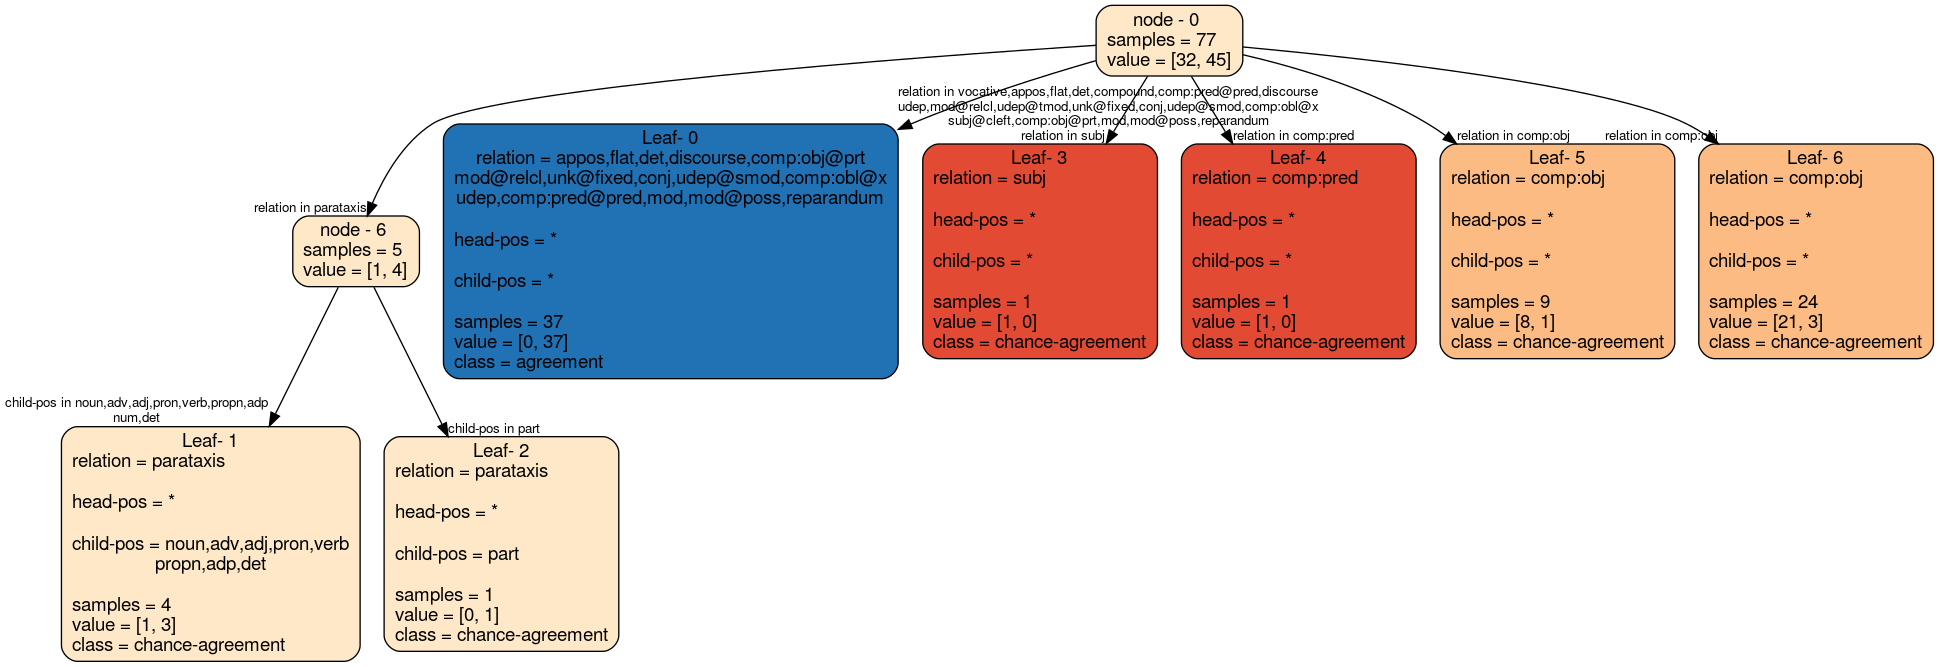 node - 0
samples = 77
value = [32, 45]
relation in vocative,appos,flat,det,compound,comp:pred@pred,discourse
udep,mod@relcl,udep@tmod,unk@fixed,conj,udep@smod,comp:obl@x
subj@cleft,comp:obj@prt,mod,mod@poss,reparandum
relation in subj
relation in comp:pred
relation in comp:obj
relation in comp:obj
relation in parataxis
node - 6
samples = 5
value = [1, 4]
Leaf- 0
relation = appos,flat,det,discourse,comp:obj@prt
mod@relcl,unk@fixed,conj,udep@smod,comp:obl@x
udep,comp:pred@pred,mod,mod@poss,reparandum
head-pos = *
child-pos = *
samples = 37
value = [0, 37]
class = agreement
Leaf- 3
relation = subj
head-pos = *
child-pos = *
samples = 1
value = [1, 0]
class = chance-agreement
Leaf- 4
relation = comp:pred
head-pos = *
child-pos = *
samples = 1
value = [1, 0]
class = chance-agreement
Leaf- 5
relation = comp:obj
head-pos = *
child-pos = *
samples = 9
value = [8, 1]
class = chance-agreement
Leaf- 6
relation = comp:obj
head-pos = *
child-pos = *
samples = 24
value = [21, 3]
class = chance-agreement
child-pos in noun,adv,adj,pron,verb,propn,adp
num,det
child-pos in part
Leaf- 1
relation = parataxis
head-pos = *
child-pos = noun,adv,adj,pron,verb
propn,adp,det
samples = 4
value = [1, 3]
class = chance-agreement
Leaf- 2
relation = parataxis
head-pos = *
child-pos = part
samples = 1
value = [0, 1]
class = chance-agreement